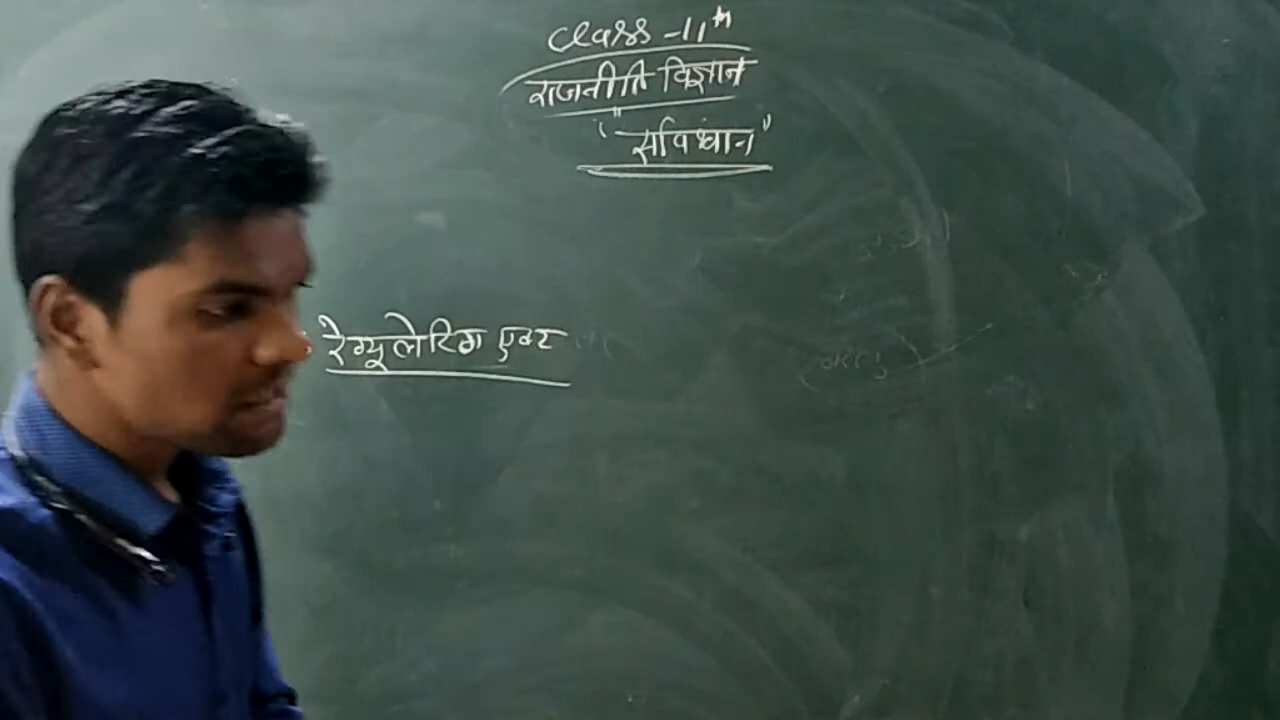 Class-11th
राजनीति विज्ञान
"संविधान"
रेग्यूलेटिंग एक्ट